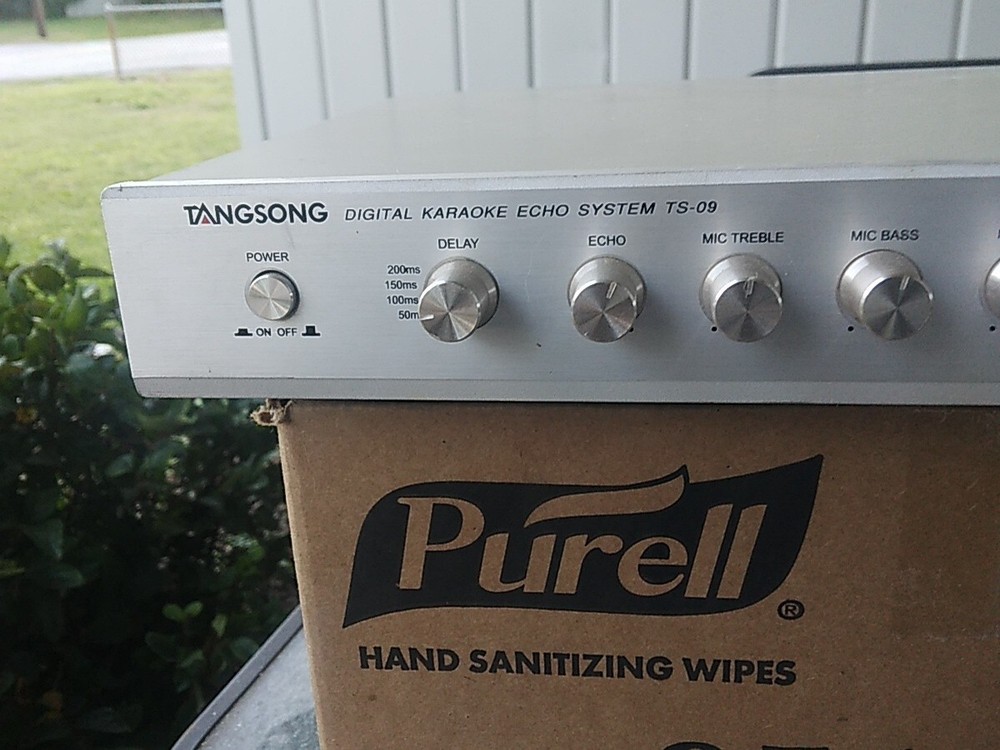 TANGSONG DIGITAL KARAOKE ECHO SYSTEM TS-09
POWER
ON OFF
DELAY
200ms
150ms
100ms
50m
ECHO
MIC TREBLE
MIC BASS
Purell®
HAND SANITIZING WIPES